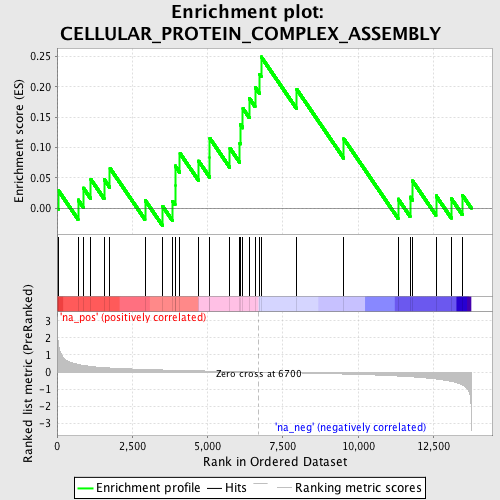 Enrichment plot:
CELLULAR_PROTEIN_COMPLEX_ASSEMBLY
Enrichment score (ES)
0.25
0.20
0.15
0.10
0.05
0.00
'na_pos' (positively correlated)
Ranked list metric (PreRanked)
3
2
1
0
-1
-2
-3
Zero cross at 6700
'na_neg' (negatively correlated)
0
2,500
5,000
7,500
10,000
12,500
Rank in Ordered Dataset
Enrichment profile
Hits
Ranking metric scores